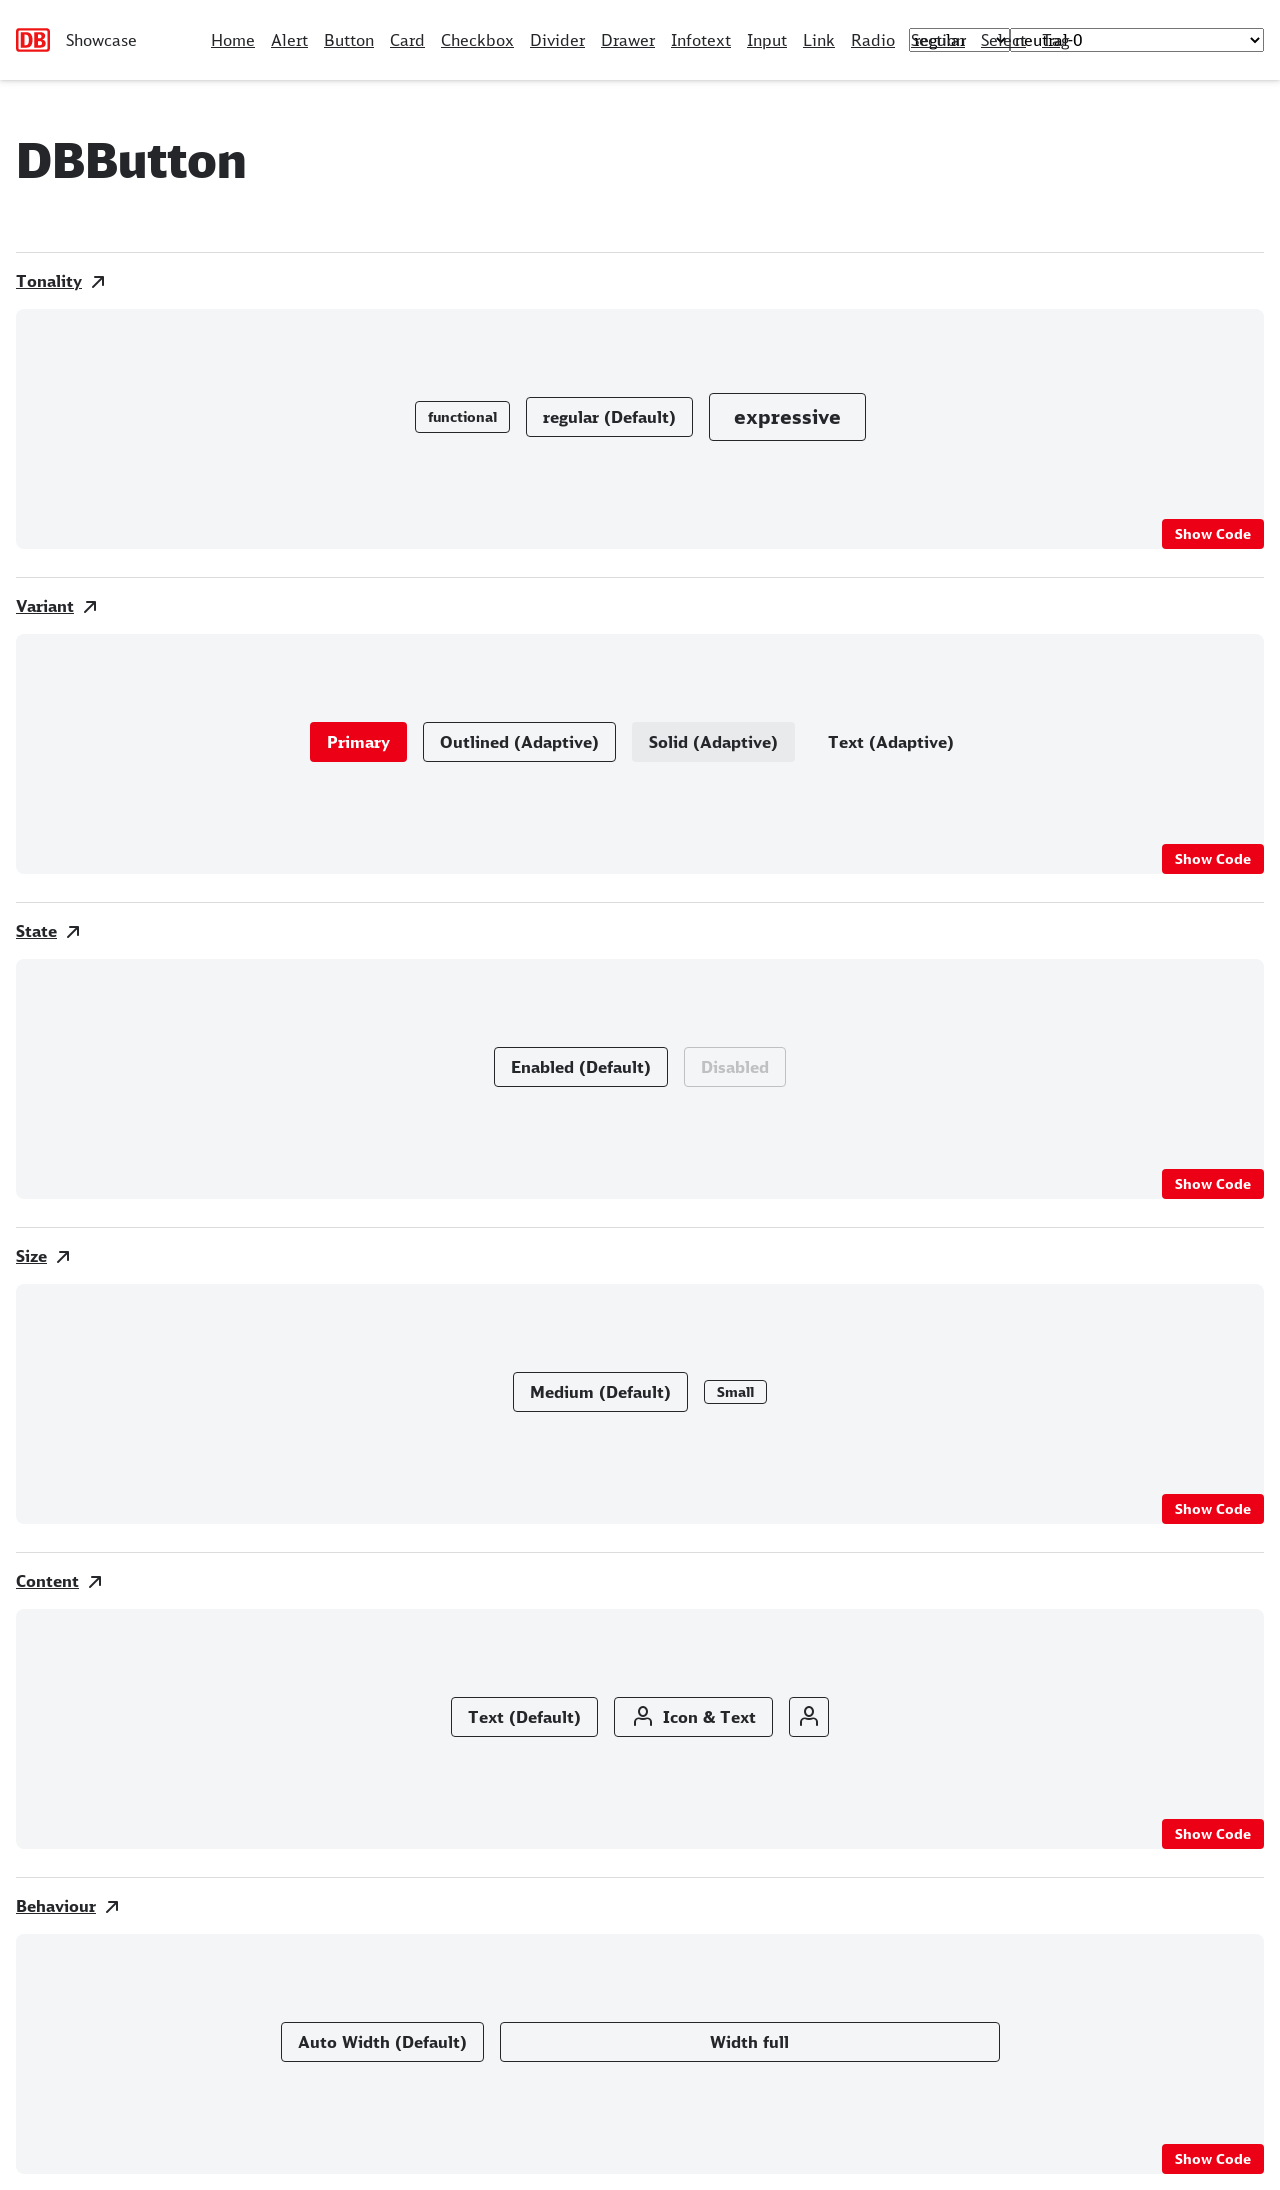 DB Showcase Home Alert Button Card Checkbox Divider Drawer Infotext Input Link Radio Section regular Select neutral-0 Tag
DBButton
Tonality
functional regular (Default) expressive
Show Code
Variant
Primary Outlined (Adaptive) Solid (Adaptive) Text (Adaptive)
Show Code
State
Enabled (Default) Disabled
Show Code
Size
Medium (Default) Small
Show Code
Content
Text (Default) Icon & Text
Show Code
Behaviour
Auto Width (Default) Width full
Show Code